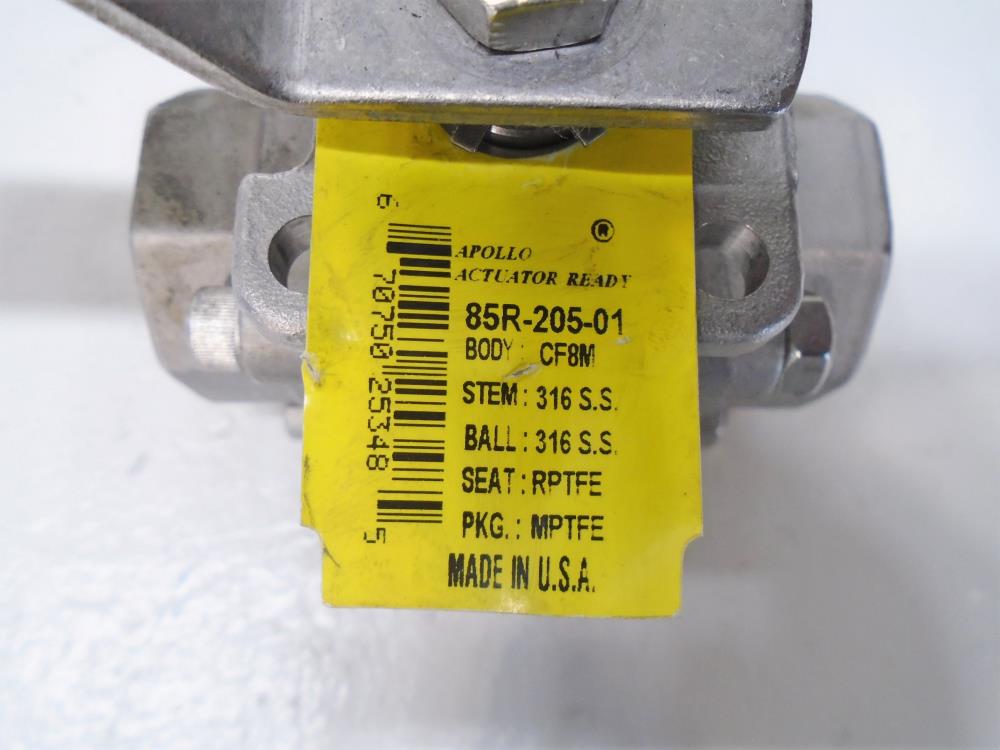 ®
APOLLO
ACTUATOR READY
85R-205-01
BODY: CF8M
STEM: 316 S.S.
BALL: 316 S.S.
SEAT: RPTFE
PKG.: MPTFE
MADE IN U.S.A.
6 70750 25348 5